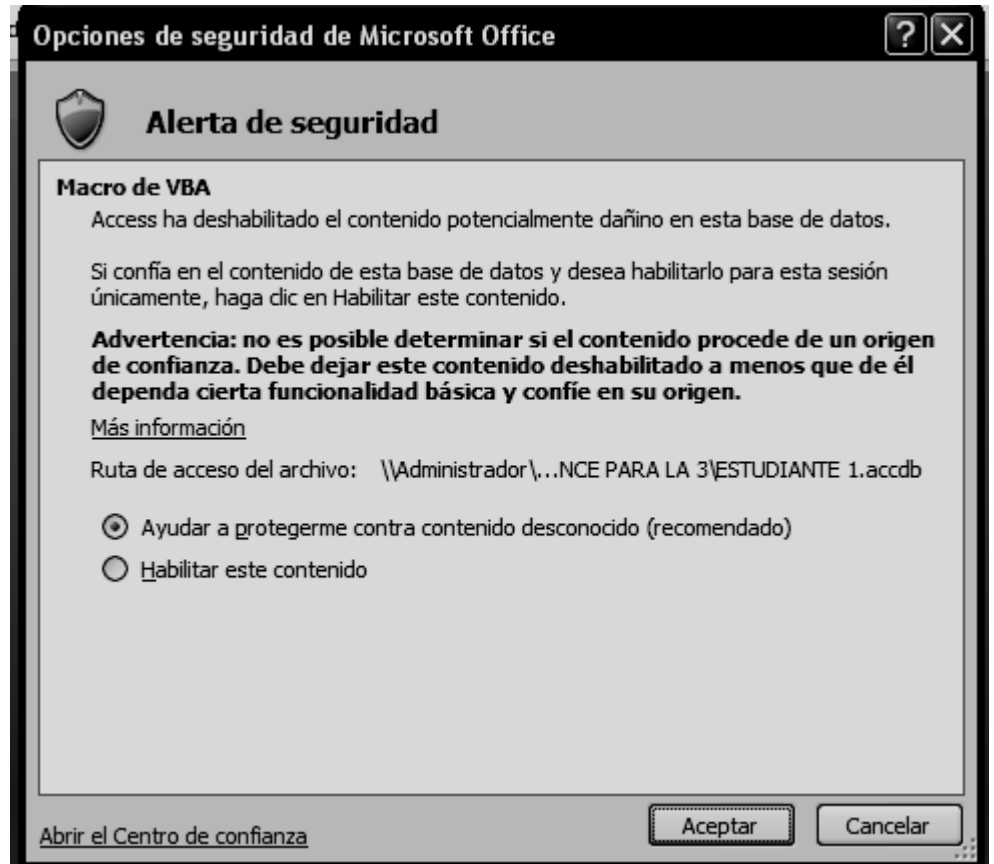 Opciones de seguridad de Microsoft Office
Alerta de seguridad
Macro de VBA
Access ha deshabilitado el contenido potencialmente dañino en esta base de datos.
Si confía en el contenido de esta base de datos y desea habilitarlo para esta sesión
únicamente, haga clic en Habilitar este contenido.
Advertencia: no es posible determinar si el contenido procede de un origen
de confianza. Debe dejar este contenido deshabilitado a menos que de él
dependa cierta funcionalidad básica y confíe en su origen.
Más información
Ruta de acceso del archivo: \\Administrador\...NCE PARA LA 3\ESTUDIANTE 1.accdb
Ayudar a protegerme contra contenido desconocido (recomendado)
Habilitar este contenido
Abrir el Centro de confianza
Aceptar
Cancelar